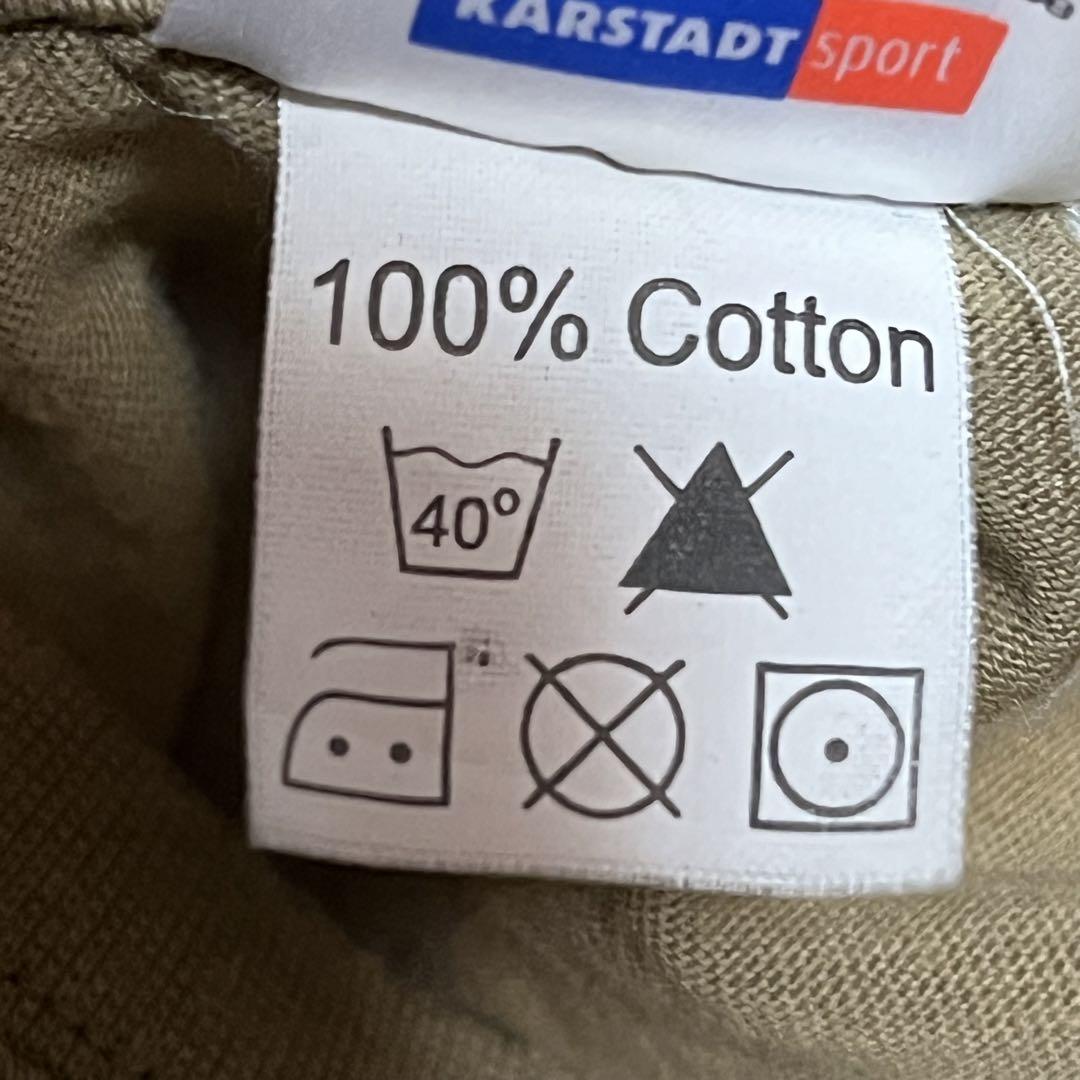 KARSTADT sport
100% Cotton
40°